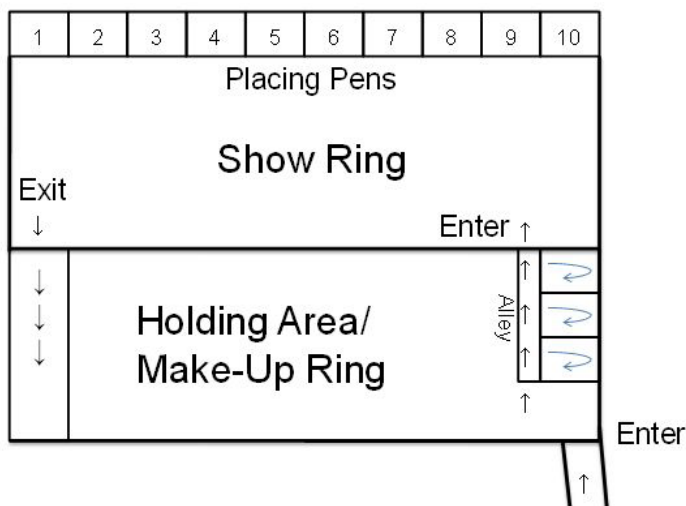 1 2 3 4 5 6 7 8 9 10
Placing Pens
Show Ring
Exit
Enter
Alley
Holding Area/
Make-Up Ring
Enter